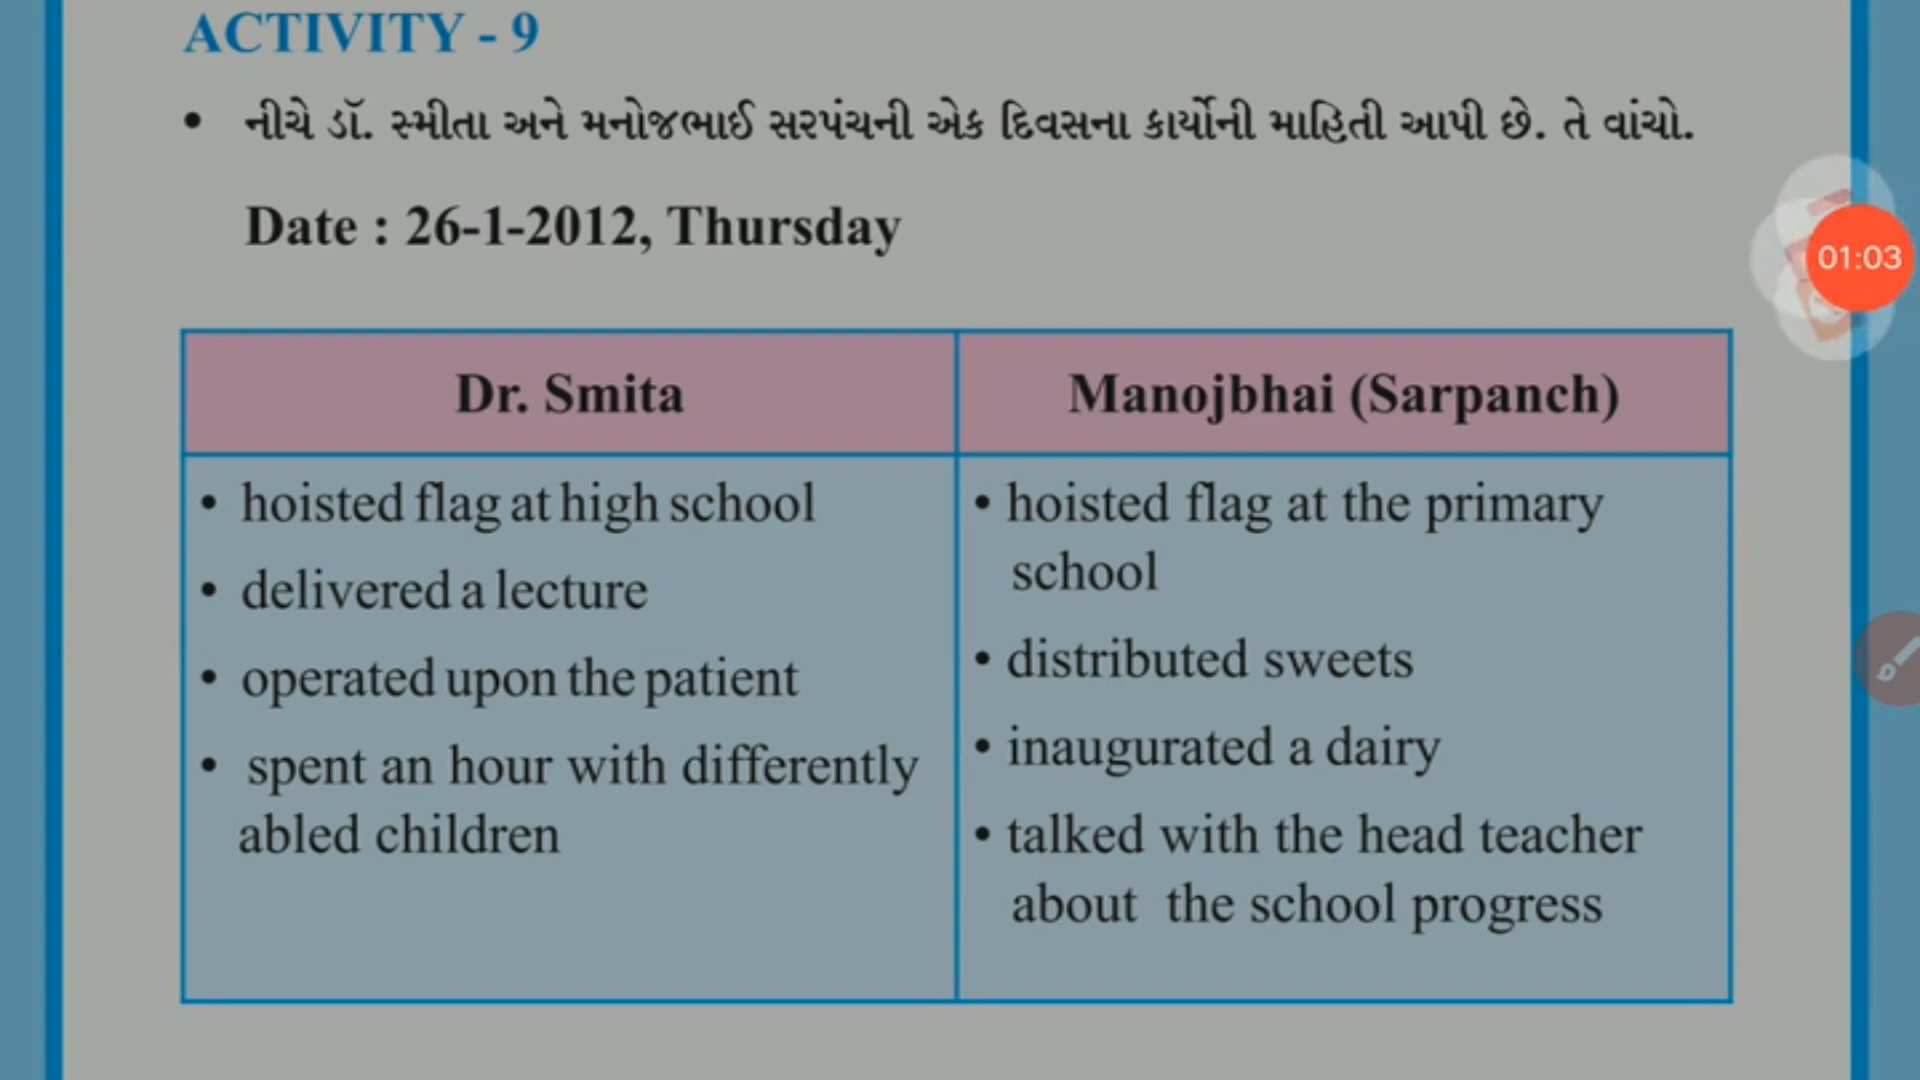 ACTIVITY - 9
• નીચે ડૉ. સ્મીતા અને મનોજભાઈ સરપંચની એક દિવસના કાર્યોની માહિતી આપી છે. તે વાંચો.
Date : 26-1-2012, Thursday
01:03
Dr. Smita
• hoisted flag at high school
• delivered a lecture
• operated upon the patient
• spent an hour with differently
abled children
Manojbhai (Sarpanch)
• hoisted flag at the primary
school
• distributed sweets
• inaugurated a dairy
• talked with the head teacher
about the school progress